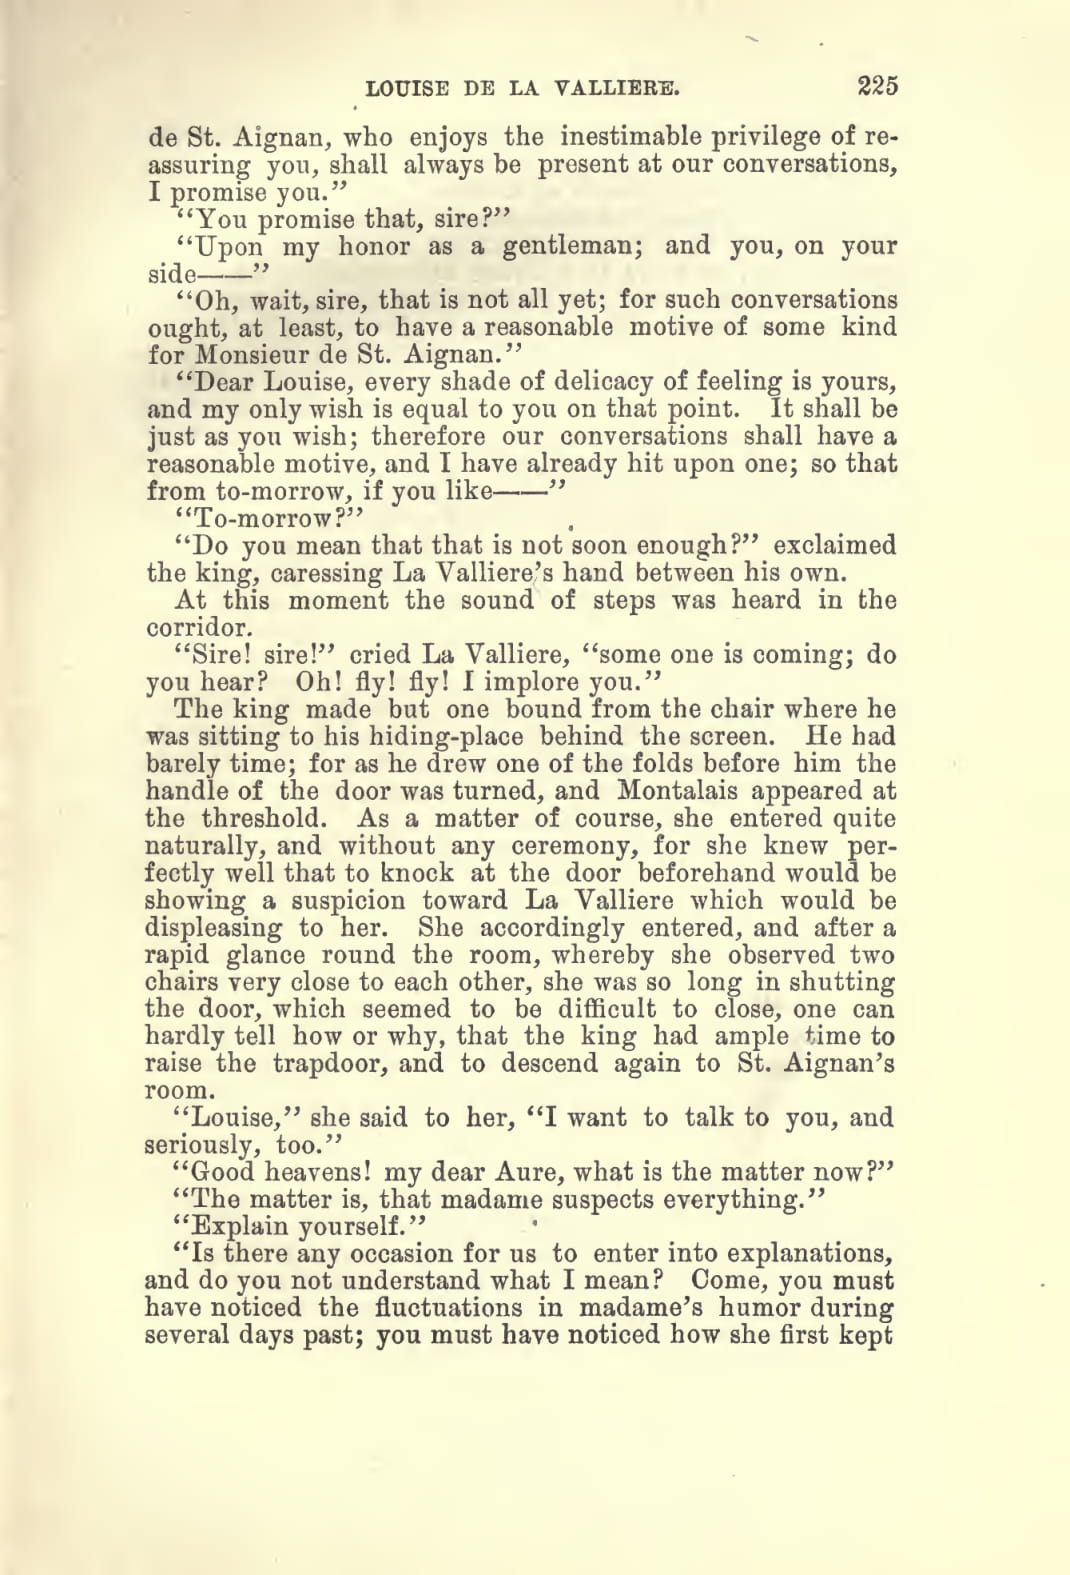 LOUISE DE LA VALLIERE. 225
de St. Aignan, who enjoys the inestimable privilege of re-
assuring you, shall always be present at our conversations,
I promise you.”
“You promise that, sire?”
“Upon my honor as a gentleman; and you, on your
side——”
“Oh, wait, sire, that is not all yet; for such conversations
ought, at least, to have a reasonable motive of some kind
for Monsieur de St. Aignan.”
“Dear Louise, every shade of delicacy of feeling is yours,
and my only wish is equal to you on that point. It shall be
just as you wish; therefore our conversations shall have a
reasonable motive, and I have already hit upon one; so that
from to-morrow, if you like——”
“To-morrow?”
“Do you mean that that is not soon enough?” exclaimed
the king, caressing La Valliere’s hand between his own.
At this moment the sound of steps was heard in the
corridor.
“Sire! sire!” cried La Valliere, “some one is coming; do
you hear? Oh! fly! fly! I implore you.”
The king made but one bound from the chair where he
was sitting to his hiding-place behind the screen. He had
barely time; for as he drew one of the folds before him the
handle of the door was turned, and Montalais appeared at
the threshold. As a matter of course, she entered quite
naturally, and without any ceremony, for she knew per-
fectly well that to knock at the door beforehand would be
showing a suspicion toward La Valliere which would be
displeasing to her. She accordingly entered, and after a
rapid glance round the room, whereby she observed two
chairs very close to each other, she was so long in shutting
the door, which seemed to be difficult to close, one can
hardly tell how or why, that the king had ample time to
raise the trapdoor, and to descend again to St. Aignan’s
room.
“Louise,” she said to her, “I want to talk to you, and
seriously, too.”
“Good heavens! my dear Aure, what is the matter now?”
“The matter is, that madame suspects everything.”
“Explain yourself.”
“Is there any occasion for us to enter into explanations,
and do you not understand what I mean? Come, you must
have noticed the fluctuations in madame’s humor during
several days past; you must have noticed how she first kept